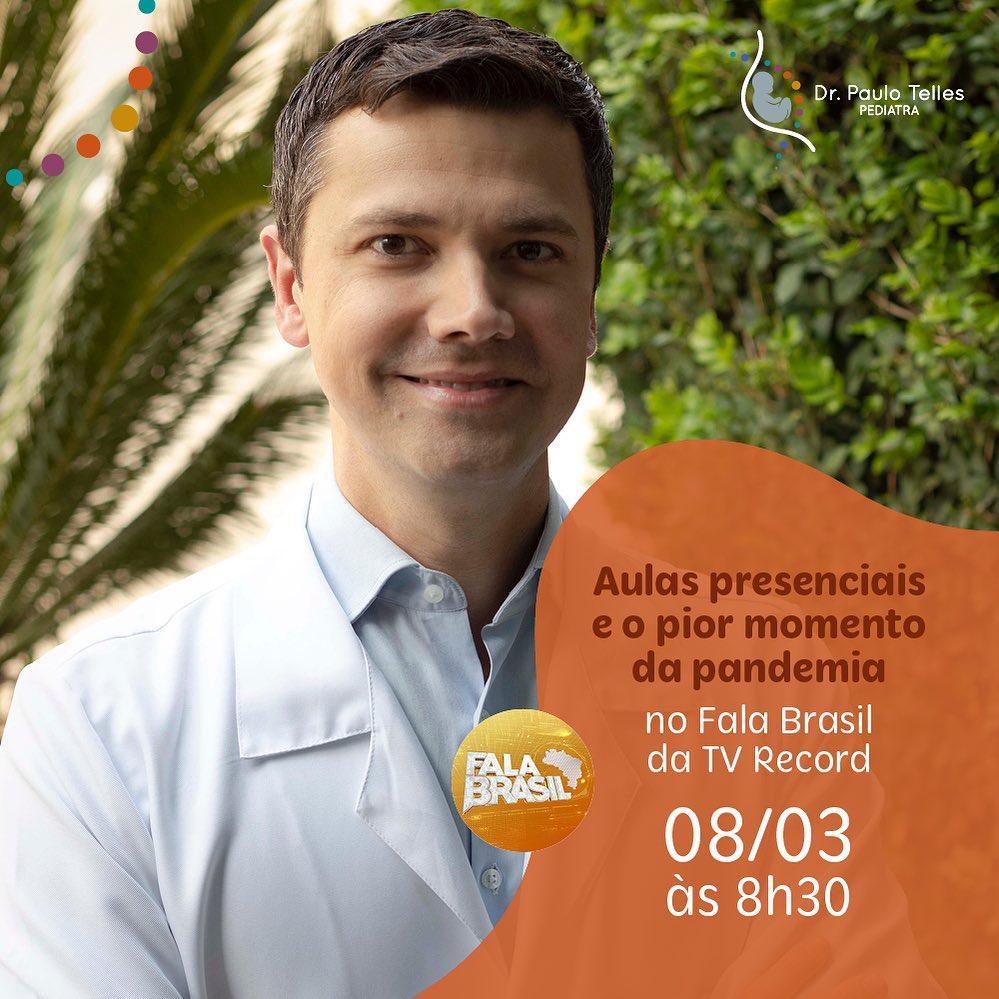 Dr. Paulo Telles
PEDIATRA
Aulas presenciais
e o pior momento
da pandemia
no Fala Brasil
da TV Record
FALA
BRASIL
08/03
às 8h30